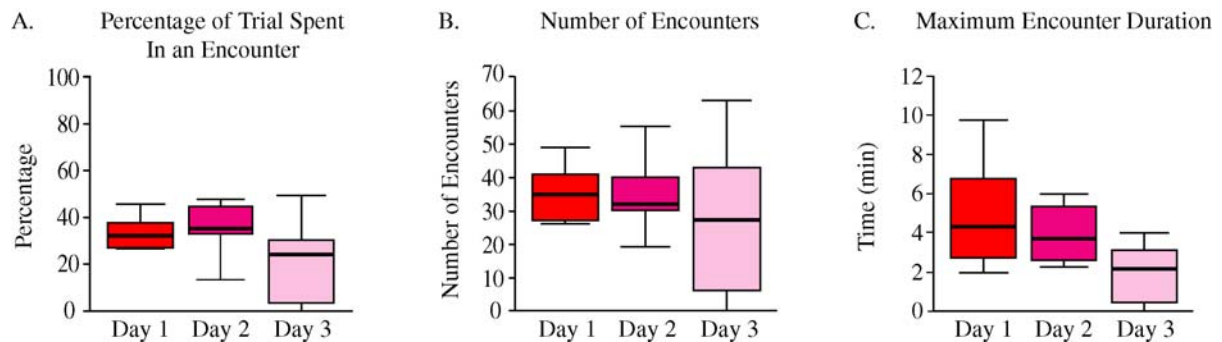 A. Percentage of Trial Spent
In an Encounter
Percentage
100
80
60
40
20
0
Day 1 Day 2 Day 3
B. Number of Encounters
Number of Encounters
70
60
50
40
30
20
10
0
Day 1 Day 2 Day 3
C. Maximum Encounter Duration
Time (min)
12
10
8
6
4
2
0
Day 1 Day 2 Day 3